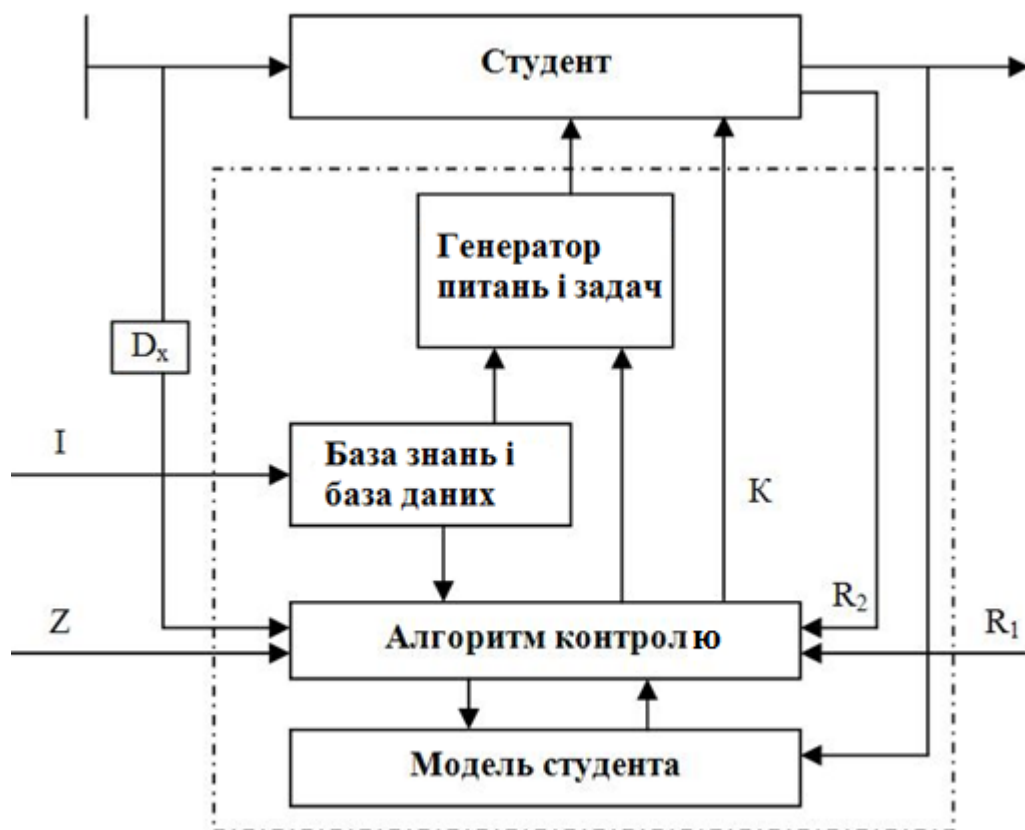 Студент
Генератор
питань і задач
Dx
I
База знань і
база даних
К
Z
R2
R1
Алгоритм контролю
Модель студента